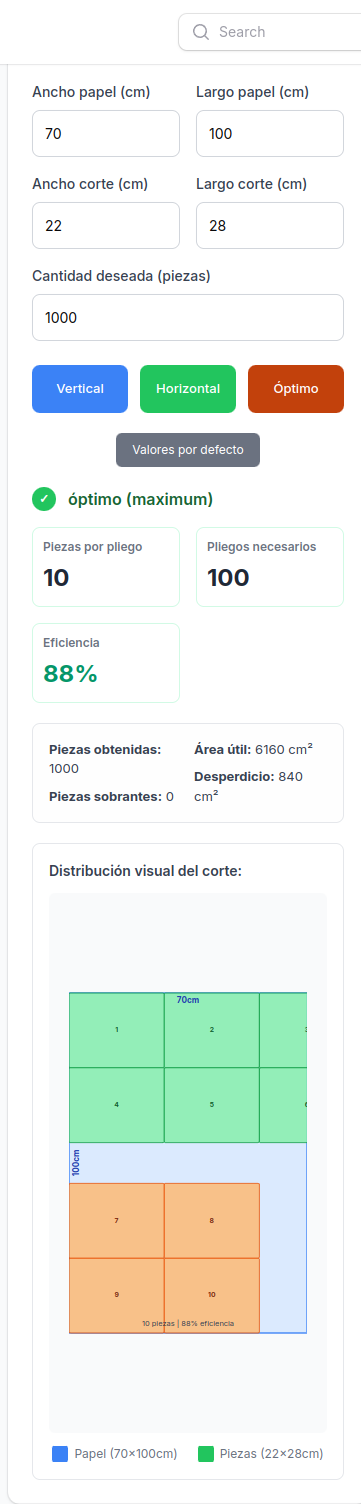 Search
Ancho papel (cm) Largo papel (cm)
70 100
Ancho corte (cm) Largo corte (cm)
22 28
Cantidad deseada (piezas)
1000
Vertical Horizontal Óptimo
Valores por defecto
✓ óptimo (maximum)
Piezas por pliego Pliegos necesarios
10 100
Eficiencia
88%
Piezas obtenidas:
1000
Piezas sobrantes: 0
Área útil: 6160 cm²
Desperdicio: 840
cm²
Distribución visual del corte:
70cm
1 2
4 5
100cm
7 8
9 10
10 piezas | 88% eficiencia
Papel (70×100cm) Piezas (22×28cm)